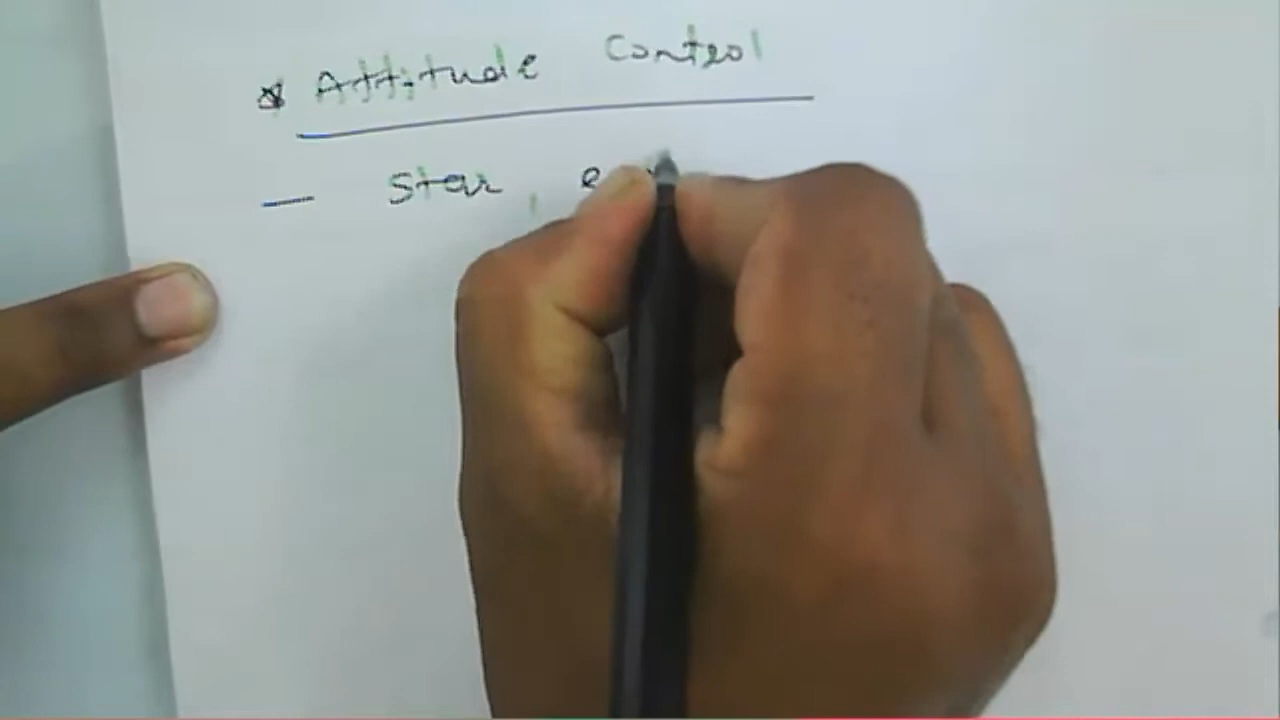 * Attitude Control
— Star,